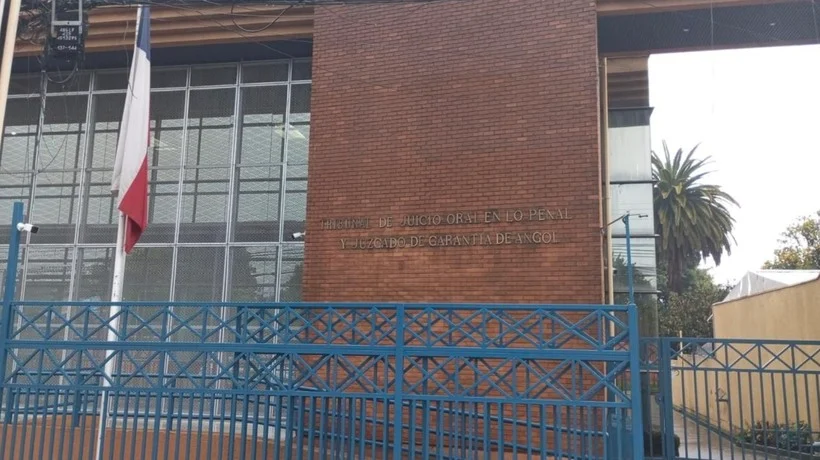 TRIBUNAL DE JUICIO ORAL EN LO PENAL
Y JUZGADO DE GARANTIA DE ANGOL